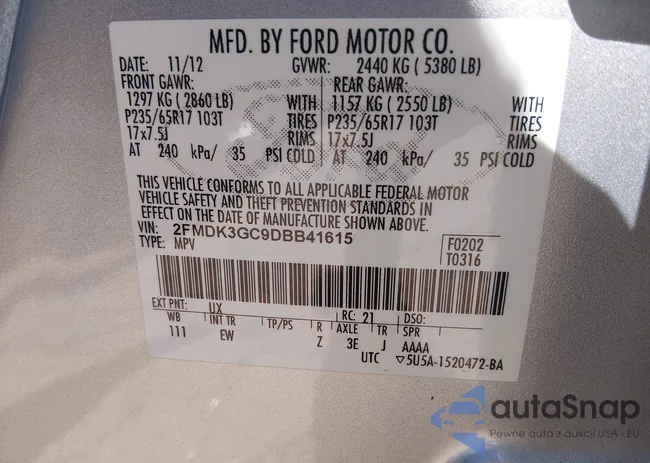 MFD. BY FORD MOTOR CO.
DATE: 11/12 GVWR: 2440 KG ( 5380 LB)
FRONT GAWR: REAR GAWR:
1297 KG ( 2860 LB) WITH 1157 KG ( 2550 LB) WITH
P235/65R17 103T TIRES P235/65R17 103T TIRES
17x7.5J RIMS 17x7.5J RIMS
AT 240 kPa/ 35 PSI COLD AT 240 kPa/ 35 PSI COLD
THIS VEHICLE CONFORMS TO ALL APPLICABLE FEDERAL MOTOR
VEHICLE SAFETY AND THEFT PREVENTION STANDARDS IN
EFFECT ON THE DATE OF MANUFACTURE SHOWN ABOVE.
VIN: 2FMDK3GC9DBB41615
TYPE: MPV
F0202
T0316
EXT PNT: UX RC: 21 DSO:
WB INT TR TP/PS R AXLE TR SPR
111 EW Z 3E J AAAA
UTC ▽5U5A-1520472-BA
autaSnap
Pewne auta z aukcji USA i EU